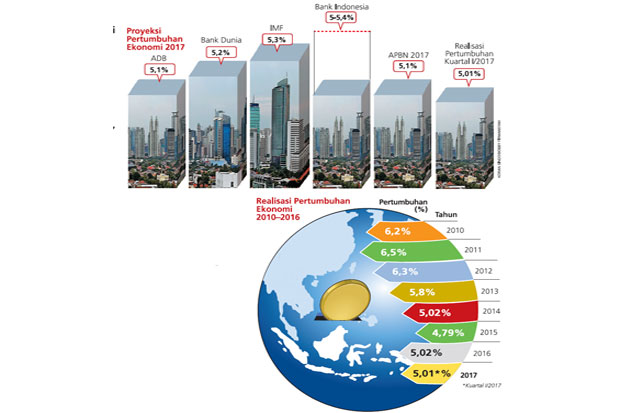 i
Proyeksi
Pertumbuhan
Ekonomi 2017
ADB
5,1%
Bank Dunia
5,2%
IMF
5,3%
Bank Indonesia
5-5,4%
APBN 2017
5,1%
Realisasi
Pertumbuhan
Kuartal I/2017
5,01%
Realisasi Pertumbuhan
Ekonomi
2010–2016
Pertumbuhan
(%)
Tahun
6,2% 2010
6,5% 2011
6,3% 2012
5,8% 2013
5,02% 2014
4,79% 2015
5,02% 2016
5,01*% 2017
*Kuartal I/2017